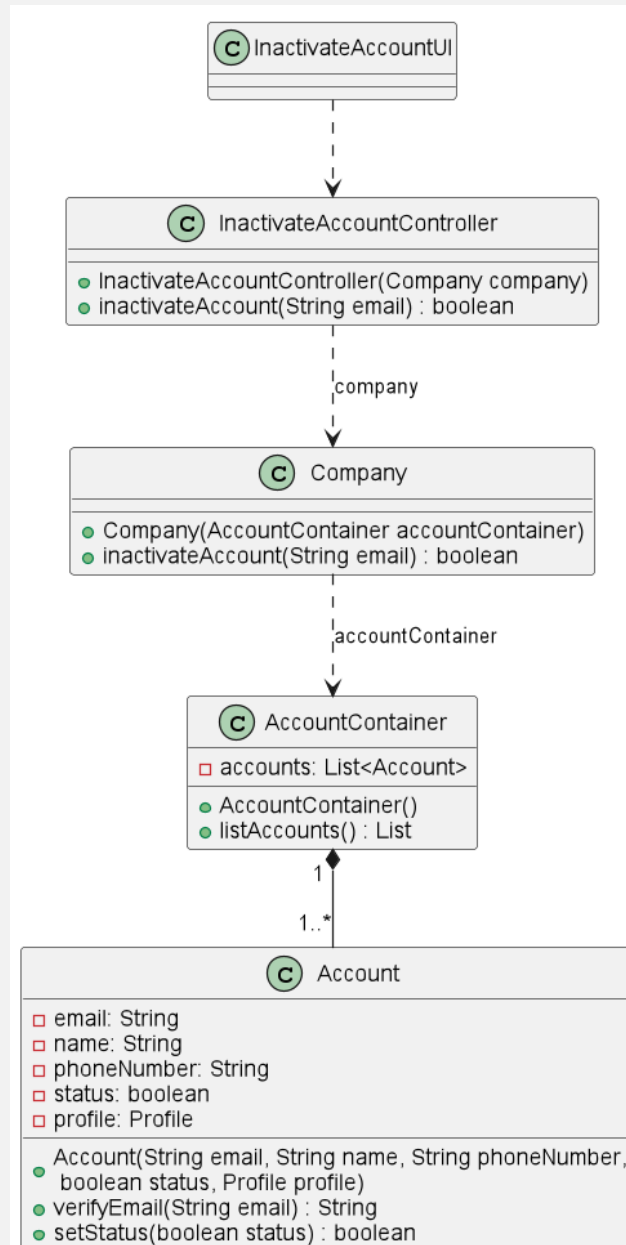 C InactivateAccountUI
C InactivateAccountController
InactivateAccountController(Company company)
inactivateAccount(String email) : boolean
company
C Company
Company(AccountContainer accountContainer)
inactivateAccount(String email) : boolean
accountContainer
C AccountContainer
accounts: List<Account>
AccountContainer()
listAccounts() : List
1
1..*
C Account
email: String
name: String
phoneNumber: String
status: boolean
profile: Profile
Account(String email, String name, String phoneNumber,
boolean status, Profile profile)
verifyEmail(String email) : String
setStatus(boolean status) : boolean